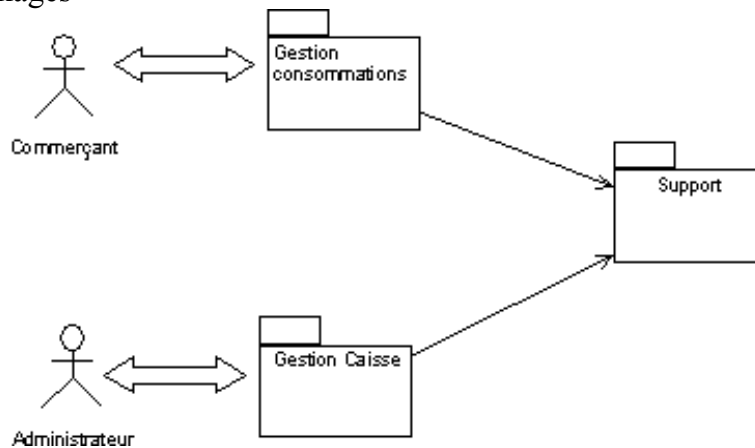 Gestion
consommations
Commerçant
Support
Gestion Caisse
Administrateur